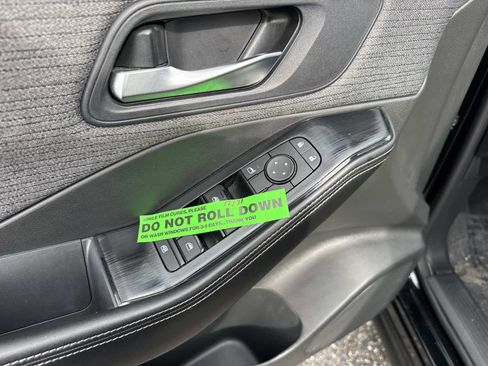 WHILE FILM CURES, PLEASE
DO NOT ROLL DOWN
OR WASH WINDOWS FOR 3-5 DAYS...THANK YOU!